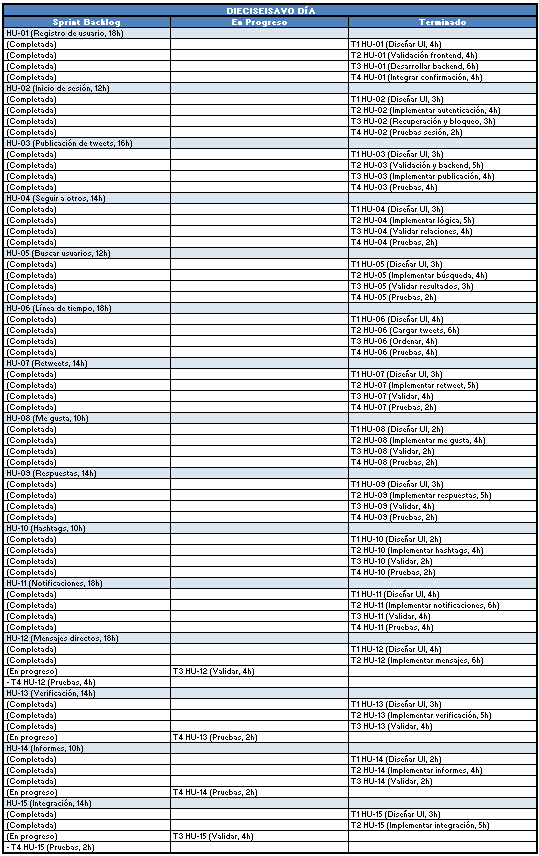 DIECISEISAVO DÍA
Sprint Backlog En Progreso Terminado
HU-01 (Registro de usuario, 18h)
(Completada) T1 HU-01 (Diseñar UI, 4h)
(Completada) T2 HU-01 (Validación frontend, 4h)
(Completada) T3 HU-01 (Desarrollar backend, 6h)
(Completada) T4 HU-01 (Integrar confirmación, 4h)
HU-02 (Inicio de sesión, 12h)
(Completada) T1 HU-02 (Diseñar UI, 3h)
(Completada) T2 HU-02 (Implementar autenticación, 4h)
(Completada) T3 HU-02 (Recuperación y bloqueo, 3h)
(Completada) T4 HU-02 (Pruebas sesión, 2h)
HU-03 (Publicación de tweets, 16h)
(Completada) T1 HU-03 (Diseñar UI, 3h)
(Completada) T2 HU-03 (Validación y backend, 5h)
(Completada) T3 HU-03 (Implementar publicación, 4h)
(Completada) T4 HU-03 (Pruebas, 4h)
HU-04 (Seguir a otros, 14h)
(Completada) T1 HU-04 (Diseñar UI, 3h)
(Completada) T2 HU-04 (Implementar lógica, 5h)
(Completada) T3 HU-04 (Validar relaciones, 4h)
(Completada) T4 HU-04 (Pruebas, 2h)
HU-05 (Buscar usuarios, 12h)
(Completada) T1 HU-05 (Diseñar UI, 3h)
(Completada) T2 HU-05 (Implementar búsqueda, 4h)
(Completada) T3 HU-05 (Validar resultados, 3h)
(Completada) T4 HU-05 (Pruebas, 2h)
HU-06 (Línea de tiempo, 18h)
(Completada) T1 HU-06 (Diseñar UI, 4h)
(Completada) T2 HU-06 (Cargar tweets, 6h)
(Completada) T3 HU-06 (Ordenar, 4h)
(Completada) T4 HU-06 (Pruebas, 4h)
HU-07 (Retweets, 14h)
(Completada) T1 HU-07 (Diseñar UI, 3h)
(Completada) T2 HU-07 (Implementar retweet, 5h)
(Completada) T3 HU-07 (Validar, 4h)
(Completada) T4 HU-07 (Pruebas, 2h)
HU-08 (Me gusta, 10h)
(Completada) T1 HU-08 (Diseñar UI, 2h)
(Completada) T2 HU-08 (Implementar me gusta, 4h)
(Completada) T3 HU-08 (Validar, 2h)
(Completada) T4 HU-08 (Pruebas, 2h)
HU-09 (Respuestas, 14h)
(Completada) T1 HU-09 (Diseñar UI, 3h)
(Completada) T2 HU-09 (Implementar respuestas, 5h)
(Completada) T3 HU-09 (Validar, 4h)
(Completada) T4 HU-09 (Pruebas, 2h)
HU-10 (Hashtags, 10h)
(Completada) T1 HU-10 (Diseñar UI, 2h)
(Completada) T2 HU-10 (Implementar hashtags, 4h)
(Completada) T3 HU-10 (Validar, 2h)
(Completada) T4 HU-10 (Pruebas, 2h)
HU-11 (Notificaciones, 18h)
(Completada) T1 HU-11 (Diseñar UI, 4h)
(Completada) T2 HU-11 (Implementar notificaciones, 6h)
(Completada) T3 HU-11 (Validar, 4h)
(Completada) T4 HU-11 (Pruebas, 4h)
HU-12 (Mensajes directos, 18h)
(Completada) T1 HU-12 (Diseñar UI, 4h)
(Completada) T2 HU-12 (Implementar mensajes, 6h)
(En progreso) T3 HU-12 (Validar, 4h)
- T4 HU-12 (Pruebas, 4h)
HU-13 (Verificación, 14h)
(Completada) T1 HU-13 (Diseñar UI, 3h)
(Completada) T2 HU-13 (Implementar verificación, 5h)
(Completada) T3 HU-13 (Validar, 4h)
(En progreso) T4 HU-13 (Pruebas, 2h)
HU-14 (Informes, 10h)
(Completada) T1 HU-14 (Diseñar UI, 2h)
(Completada) T2 HU-14 (Implementar informes, 4h)
(Completada) T3 HU-14 (Validar, 2h)
(En progreso) T4 HU-14 (Pruebas, 2h)
HU-15 (Integración, 14h)
(Completada) T1 HU-15 (Diseñar UI, 3h)
(Completada) T2 HU-15 (Implementar integración, 5h)
(En progreso) T3 HU-15 (Validar, 4h)
- T4 HU-15 (Pruebas, 2h)